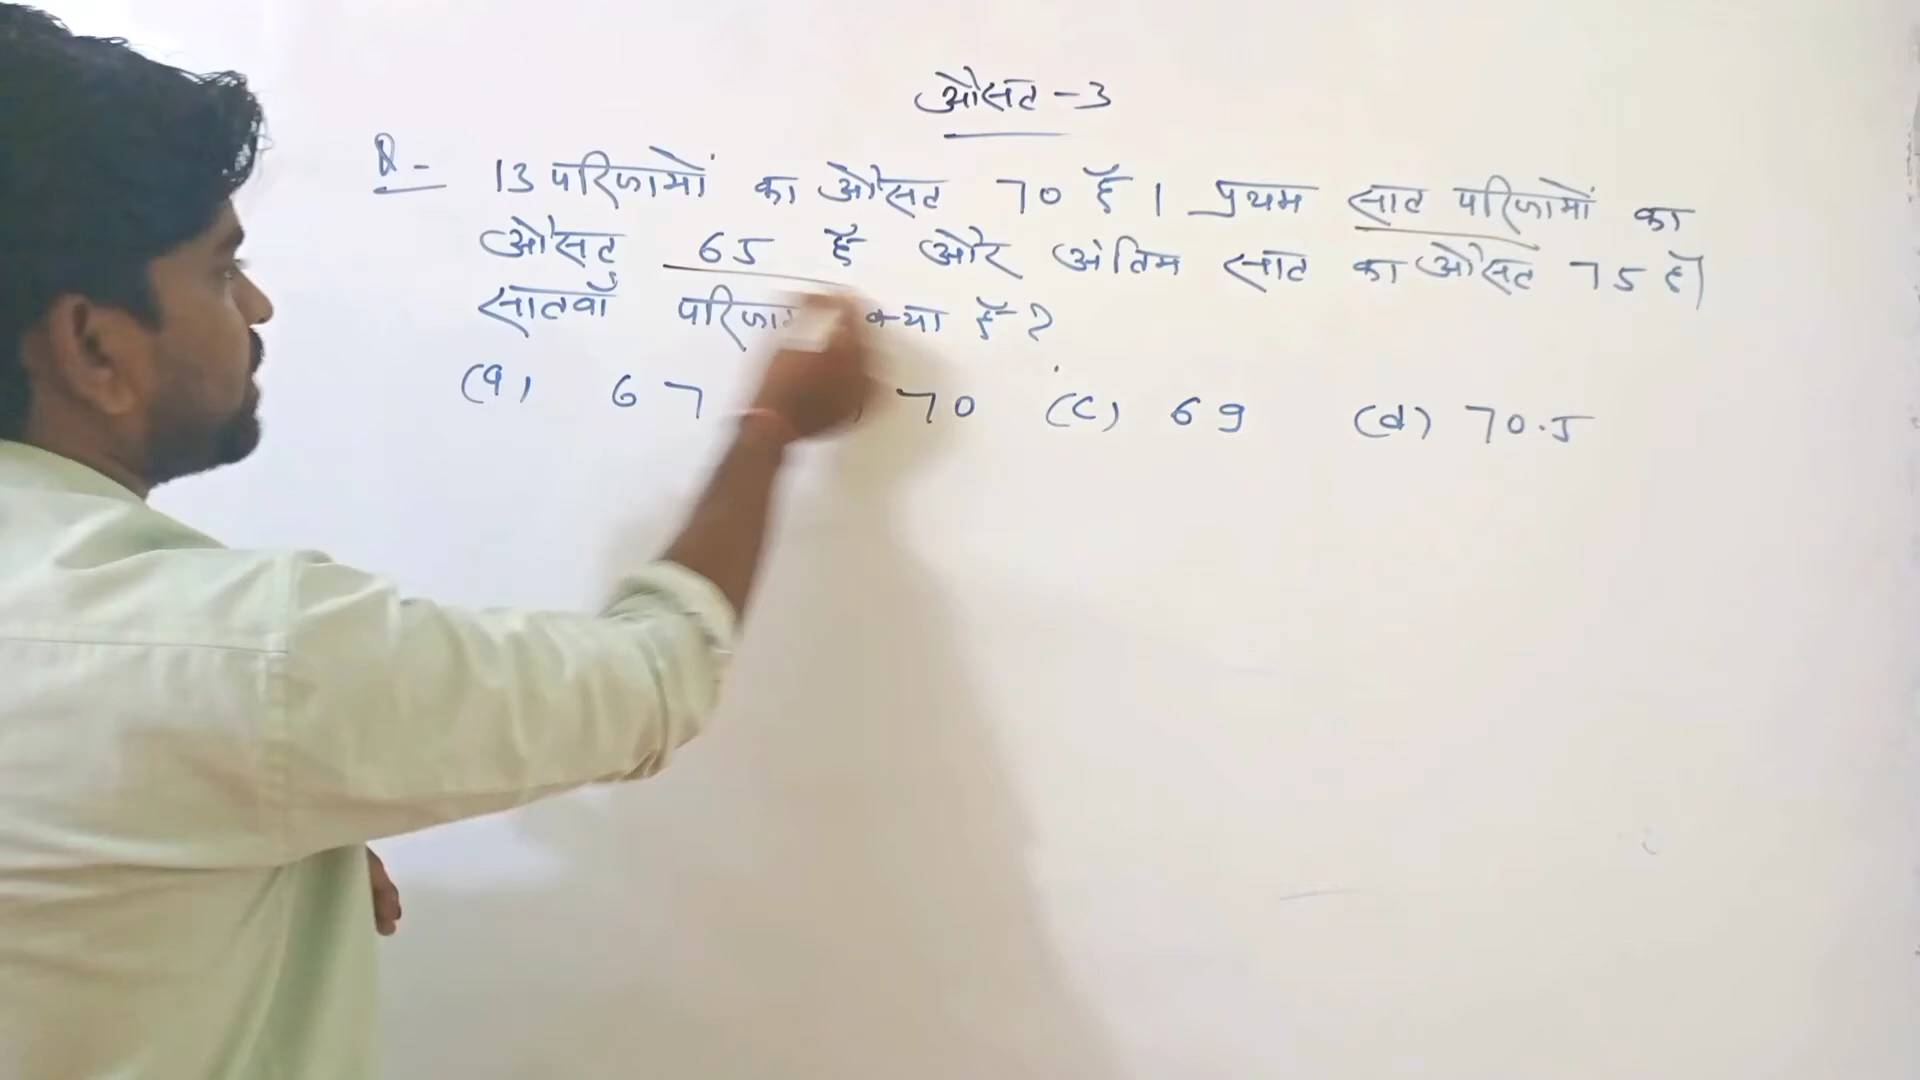 औसत -3
Q- 13 परिणामों का औसत 70 है। प्रथम सात परिणामों का
औसत 65 है और अंतिम सात का औसत 75 है।
सातवाँ क्या है ?
(a) 67 70 (c) 69 (d) 70.5